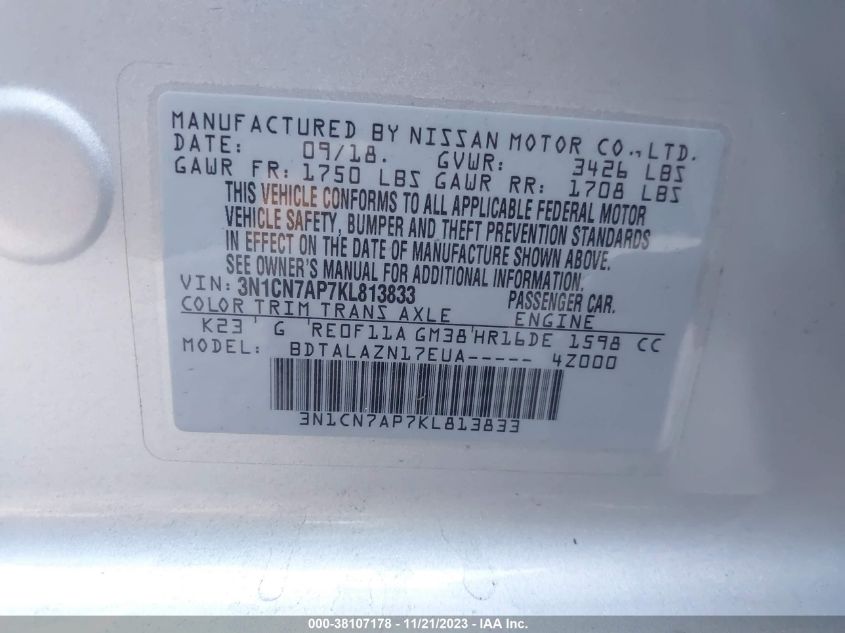 MANUFACTURED BY NISSAN MOTOR CO.,LTD.
DATE: 09/18. GVWR: 3426 LBS
GAWR FR: 1750 LBS GAWR RR: 1708 LBS
THIS VEHICLE CONFORMS TO ALL APPLICABLE FEDERAL MOTOR
VEHICLE SAFETY, BUMPER AND THEFT PREVENTION STANDARDS
IN EFFECT ON THE DATE OF MANUFACTURE SHOWN ABOVE.
SEE OWNER'S MANUAL FOR ADDITIONAL INFORMATION.
VIN: 3N1CN7AP7KL813833 PASSENGER CAR.
COLOR TRIM TRANS AXLE ENGINE
K23 ' G 'RE0F11A GM38'HR16DE 1598 CC
MODEL: BDTALAZN17EUA----- 4Z000
3N1CN7AP7KL813833
000-38107178 - 11/21/2023 - IAA Inc.